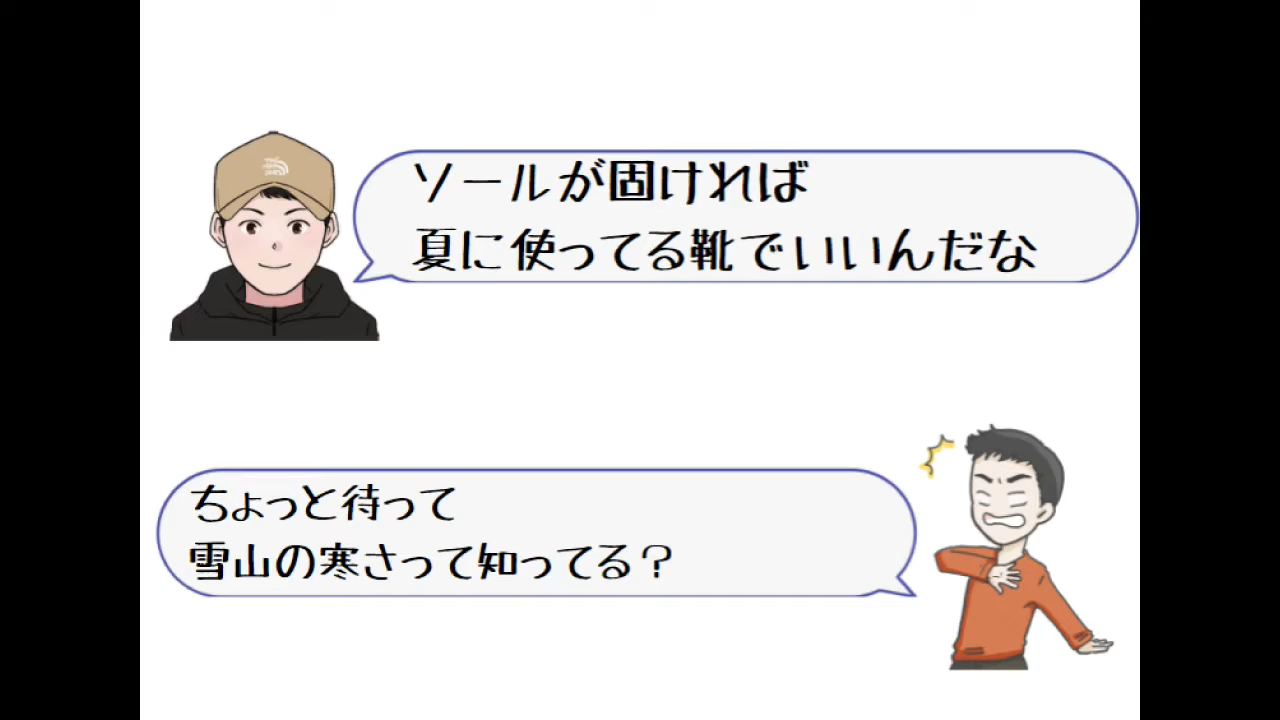 ソールが固ければ
夏に使ってる靴でいいんだな
ちょっと待って
雪山の寒さって知ってる？